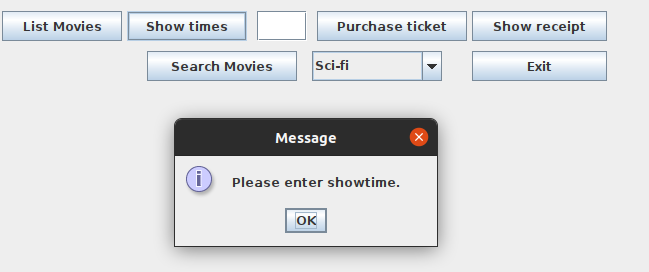 List Movies
Show times
Purchase ticket
Show receipt
Search Movies
Sci-fi
Exit
Message
Please enter showtime.
OK